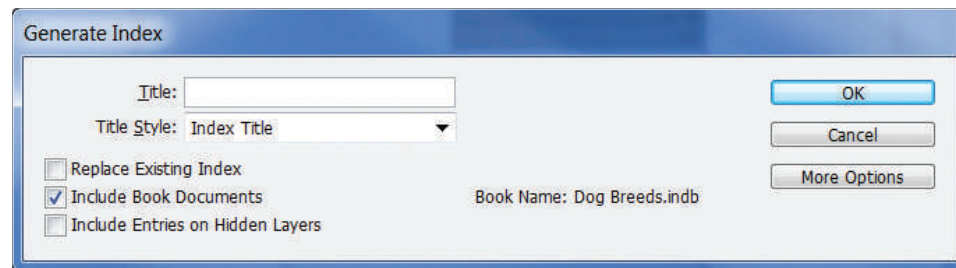 Generate Index
Title:
OK
Title Style: Index Title
Cancel
Replace Existing Index
More Options
Include Book Documents
Book Name: Dog Breeds.indb
Include Entries on Hidden Layers